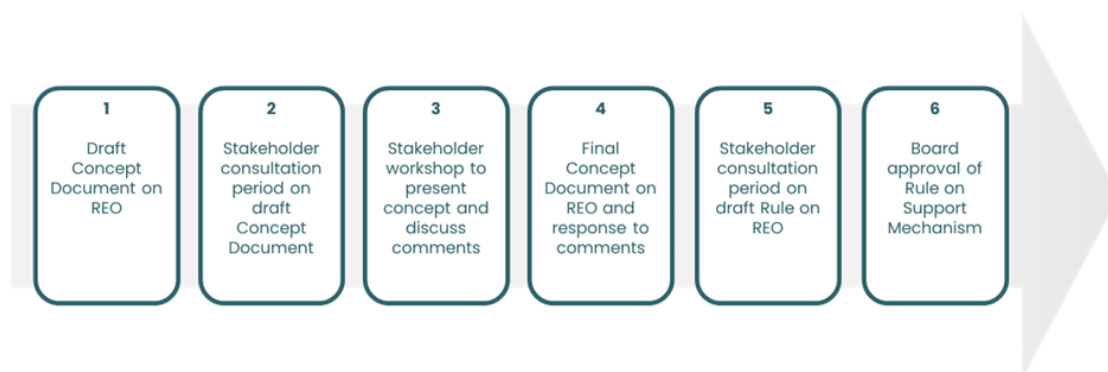 1
Draft
Concept
Document on
REO
2
Stakeholder
consultation
period on
draft
Concept
Document
3
Stakeholder
workshop to
present
concept and
discuss
comments
4
Final
Concept
Document on
REO and
response to
comments
5
Stakeholder
consultation
period on
draft Rule on
REO
6
Board
approval of
Rule on
Support
Mechanism